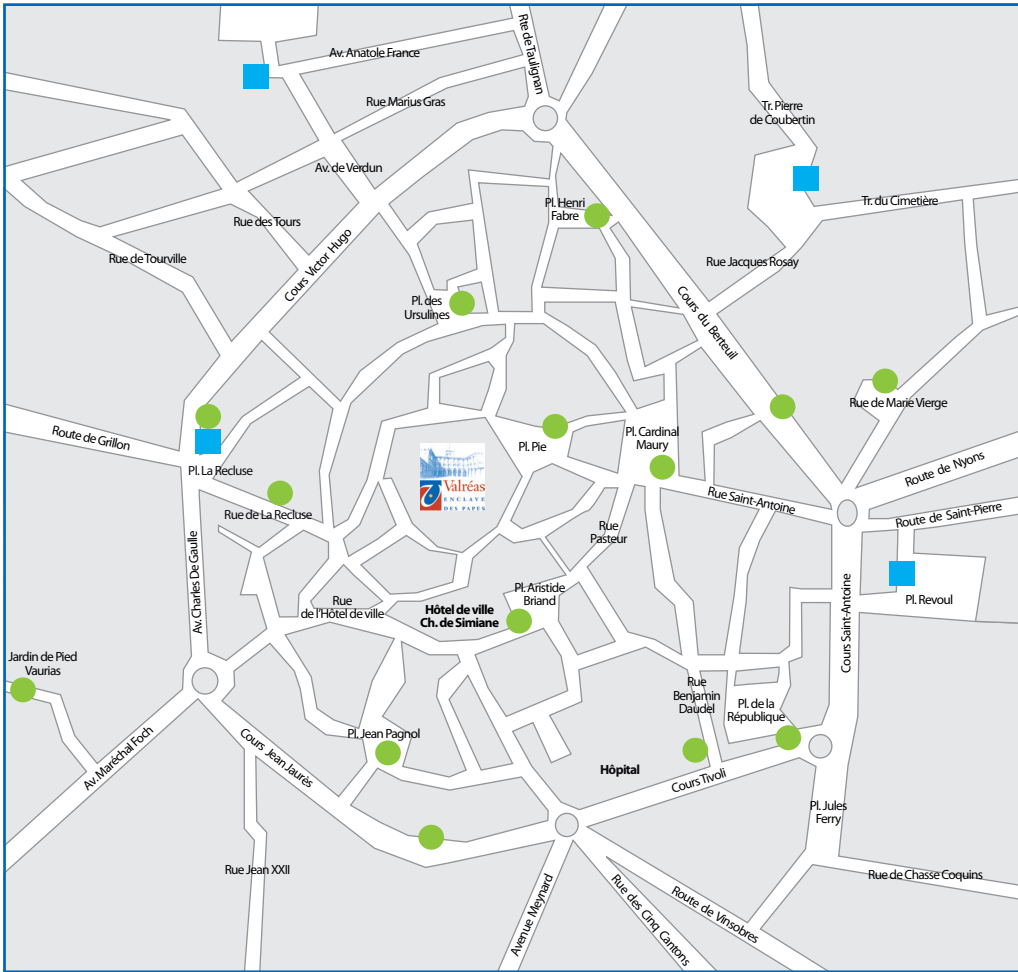 Av. Anatole France
Rte de Taulignan
Rue Marius Gras
Tr. Pierre
de Coubertin
Av. de Verdun
Tr. du Cimetière
Pl. Henri
Fabre
Rue des Tours
Rue de Tourville
Cours Victor Hugo
Rue Jacques Rosay
Pl. des
Ursulines
Cours du Berteuil
Rue de Marie Vierge
Route de Grillon
Pl. La Recluse
Pl. Pie
Pl. Cardinal
Maury
Route de Nyons
Valréas
ENCLAVE
DES PAPES
Rue de La Recluse
Rue Saint-Antoine
Route de Saint-Pierre
Rue
Pasteur
Av. Charles De Gaulle
Pl. Aristide
Briand
Rue
de l'Hôtel de ville
Hôtel de ville
Ch. de Simiane
Pl. Revoul
Cours Saint-Antoine
Jardin de Pied
Vaurias
Rue
Benjamin
Daudel
Pl. de la
République
Pl. Jean Pagnol
Av. Maréchal Foch
Cours Jean Jaurès
Hôpital
Cours Tivoli
Pl. Jules
Ferry
Rue Jean XXII
Rue de Chasse Coquins
Avenue Meynard
Rue des Cinq Cantons
Route de Vinsobres